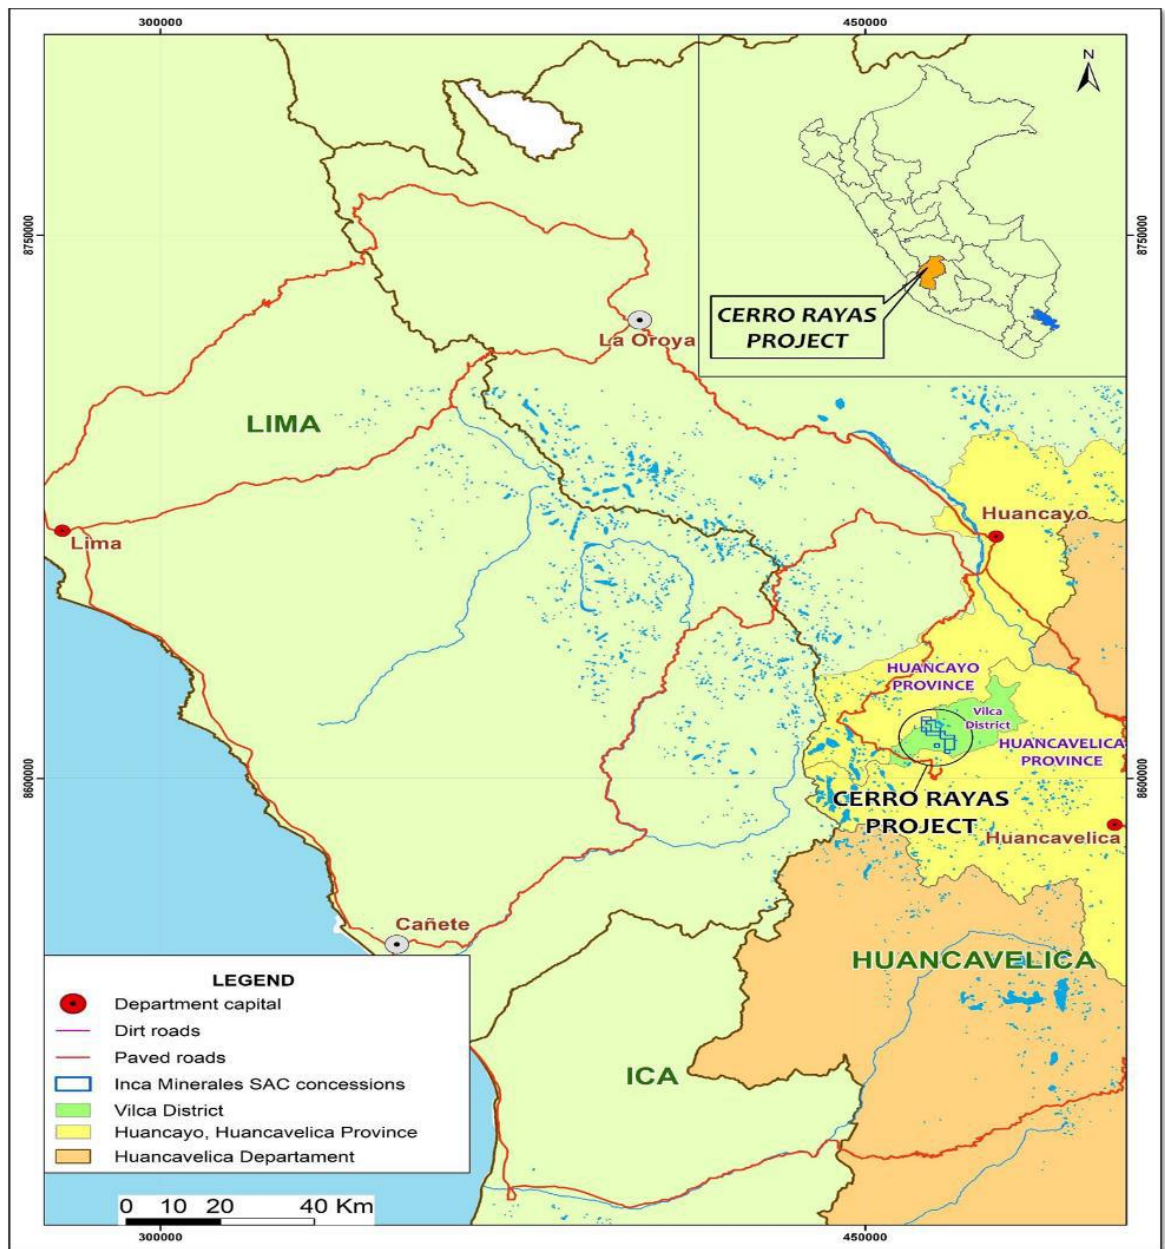 300000
450000
N
8750000
8750000
CERRO RAYAS
PROJECT
La Oroya
LIMA
Huancayo
Lima
HUANCAYO
PROVINCE
Vilca
District
HUANCAVELICA
PROVINCE
8600000
8600000
CERRO RAYAS
PROJECT
Huancavelica
Cañete
HUANCAVELICA
LEGEND
Department capital
Dirt roads
Paved roads
Inca Minerales SAC concessions
Vilca District
Huancayo, Huancavelica Province
Huancavelica Departament
ICA
0 10 20 40 Km
300000
450000